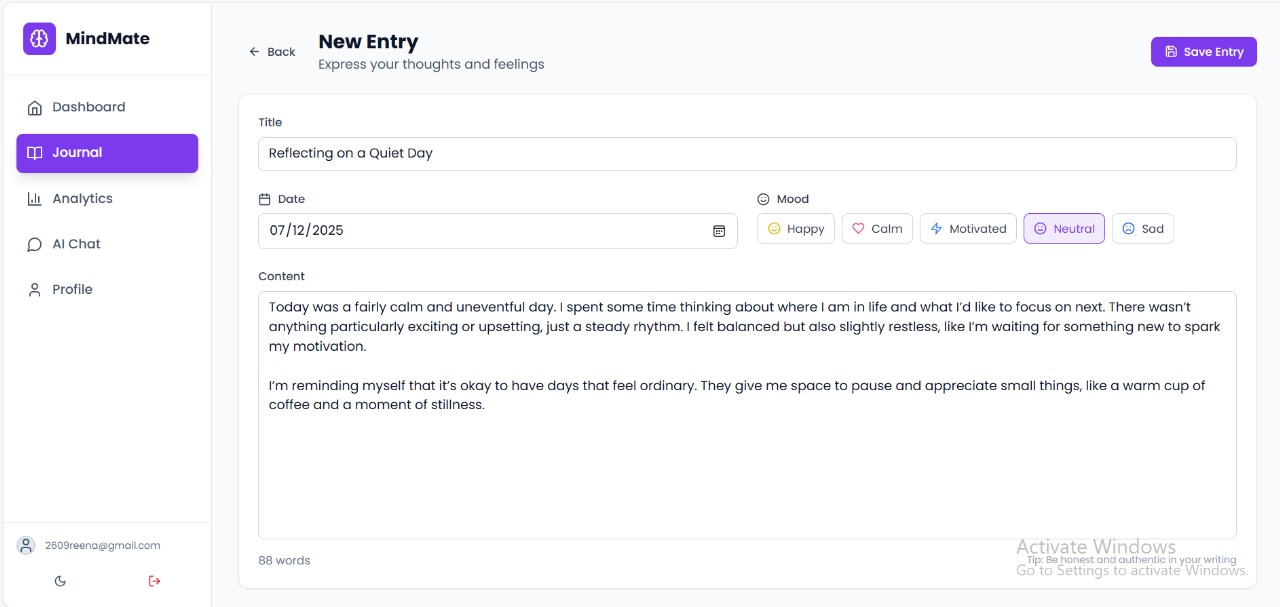 MindMate
Dashboard
Journal
Analytics
AI Chat
Profile
2609reena@gmail.com
Back
New Entry
Express your thoughts and feelings
Save Entry
Title
Reflecting on a Quiet Day
Date
07/12/2025
Mood
Happy
Calm
Motivated
Neutral
Sad
Content
Today was a fairly calm and uneventful day. I spent some time thinking about where I am in life and what I’d like to focus on next. There wasn’t
anything particularly exciting or upsetting, just a steady rhythm. I felt balanced but also slightly restless, like I’m waiting for something new to spark
my motivation.
I’m reminding myself that it’s okay to have days that feel ordinary. They give me space to pause and appreciate small things, like a warm cup of
coffee and a moment of stillness.
88 words
Tip: Be honest and authentic in your writing
Activate Windows
Go to Settings to activate Windows.